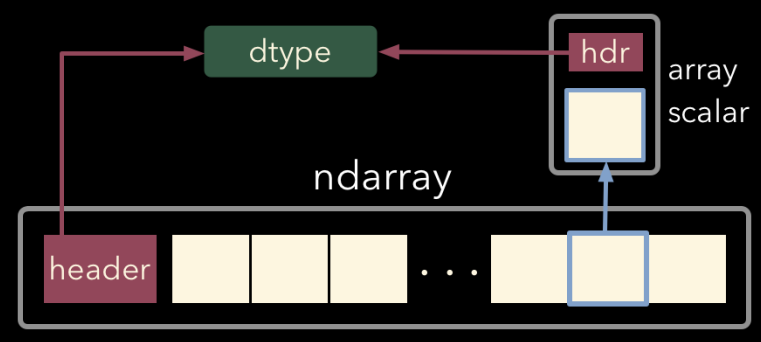 dtype
hdr
array
scalar
ndarray
header
. . .